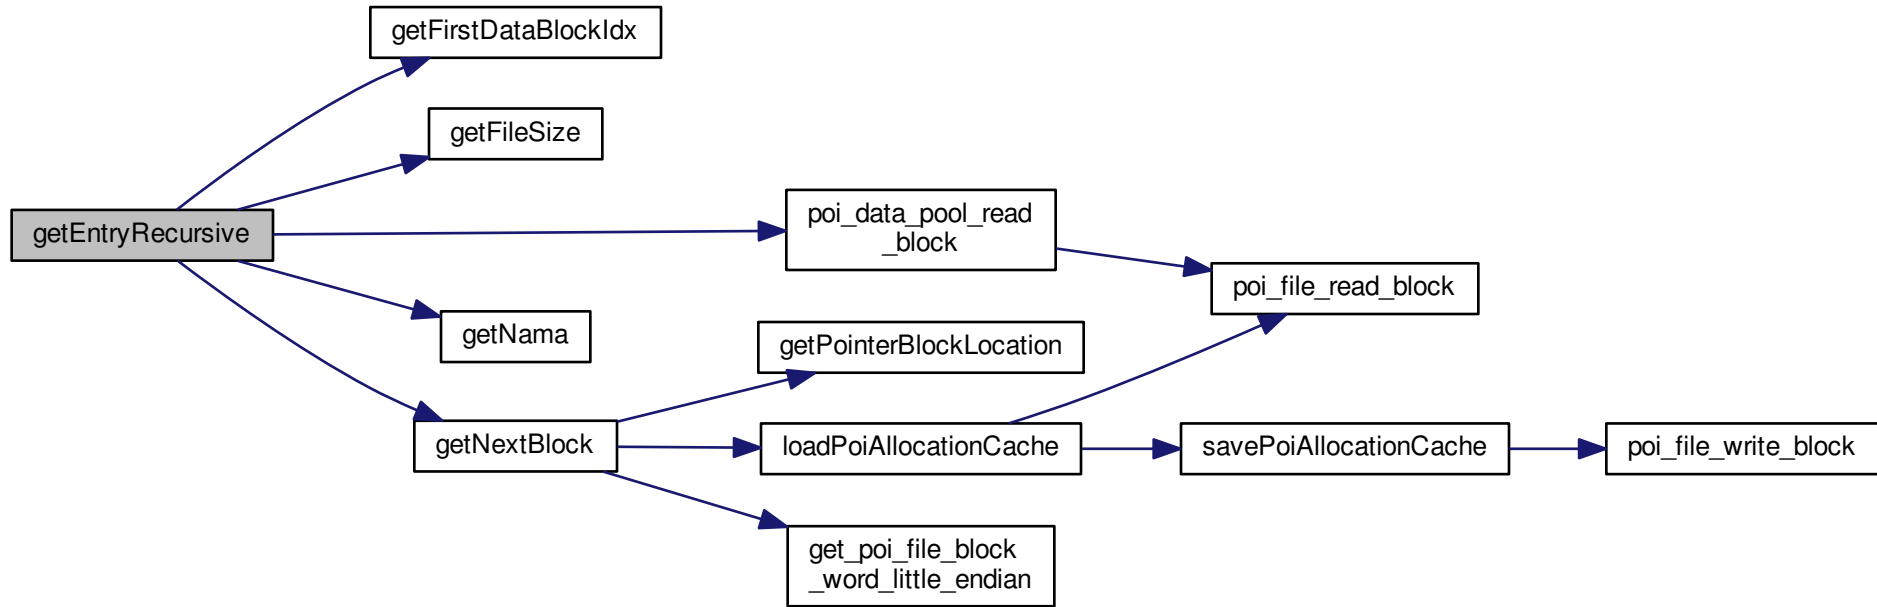 getFirstDataBlockIdx
getFileSize
getEntryRecursive
poi_data_pool_read
_block
poi_file_read_block
getNama
getPointerBlockLocation
getNextBlock
loadPoiAllocationCache
savePoiAllocationCache
poi_file_write_block
get_poi_file_block
_word_little_endian